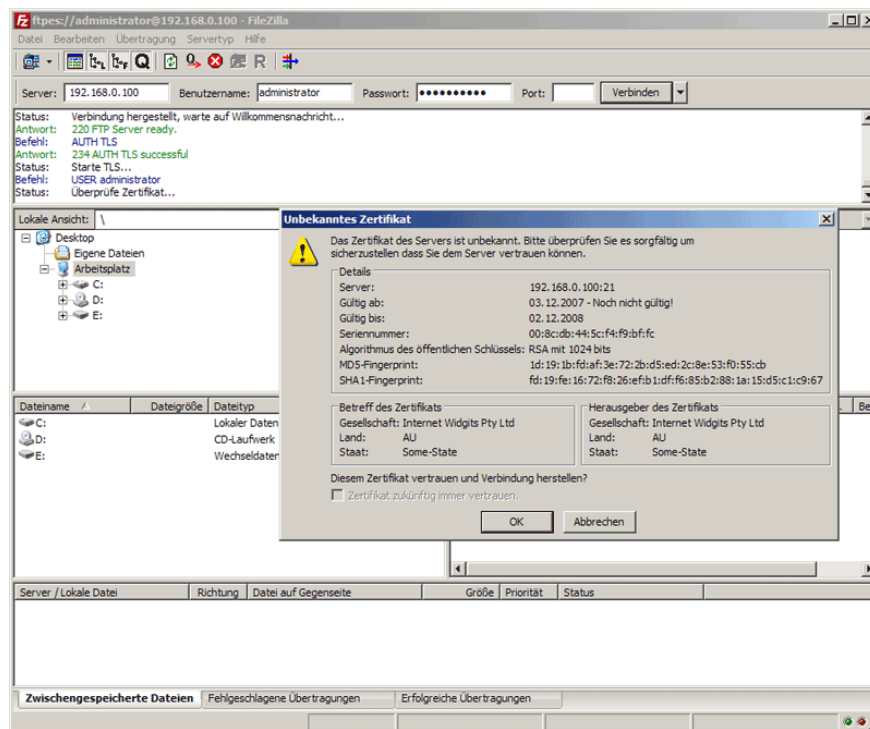 ftpes://administrator@192.168.0.100 - FileZilla
Datei Bearbeiten Übertragung Servertyp Hilfe
Server: 192.168.0.100 Benutzername: administrator Passwort: •••••••••• Port: Verbinden
Status: Verbindung hergestellt, warte auf Willkommensnachricht...
Antwort: 220 FTP Server ready.
Befehl: AUTH TLS
Antwort: 234 AUTH TLS successful
Status: Starte TLS...
Befehl: USER administrator
Status: Überprüfe Zertifikat...
Lokale Ansicht: \
Desktop
Eigene Dateien
Arbeitsplatz
C:
D:
E:
Dateiname Dateigröße Dateityp
C: Lokaler Daten
D: CD-Laufwerk
E: Wechseldaten
Unbekanntes Zertifikat
Das Zertifikat des Servers ist unbekannt. Bitte überprüfen Sie es sorgfältig um
sicherzustellen dass Sie dem Server vertrauen können.
Details
Server: 192.168.0.100:21
Gültig ab: 03.12.2007 - Noch nicht gültig!
Gültig bis: 02.12.2008
Seriennummer: 00:8c:db:44:5c:f4:f9:bf:fc
Algorithmus des öffentlichen Schlüssels: RSA mit 1024 bits
MD5-Fingerprint: 1d:19:1b:fd:af:3e:72:2b:d5:ed:2c:8e:53:f0:55:cb
SHA1-Fingerprint: fd:19:fe:16:72:f8:26:ef:b1:df:f6:85:b2:88:1a:15:d5:c1:c9:67
Betreff des Zertifikats
Gesellschaft: Internet Widgits Pty Ltd
Land: AU
Staat: Some-State
Herausgeber des Zertifikats
Gesellschaft: Internet Widgits Pty Ltd
Land: AU
Staat: Some-State
Diesem Zertifikat vertrauen und Verbindung herstellen?
Zertifikat zukünftig immer vertrauen.
OK Abbrechen
Server / Lokale Datei Richtung Datei auf Gegenseite Größe Priorität Status
Zwischengespeicherte Dateien Fehlgeschlagene Übertragungen Erfolgreiche Übertragungen